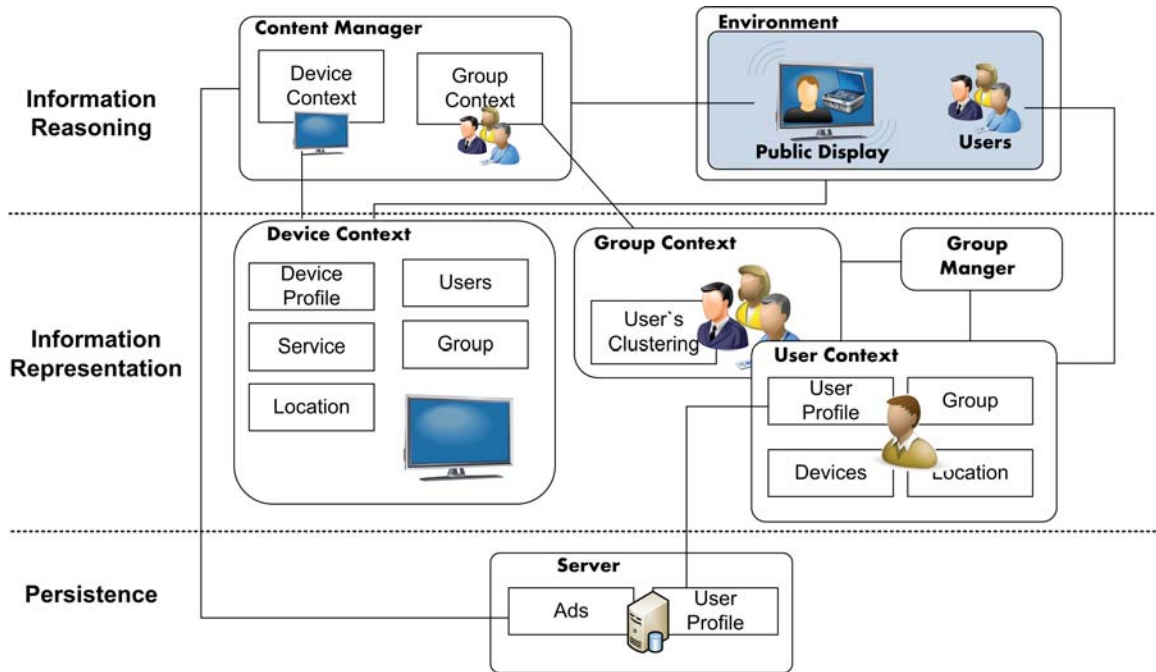 Content Manager
Device
Context
Group
Context
Environment
Public Display
Users
Information
Reasoning
Device Context
Device
Profile
Users
Service
Group
Location
Group Context
User`s
Clustering
Group
Manger
Information
Representation
User Context
User
Profile
Group
Devices
Location
Persistence
Server
Ads
User
Profile